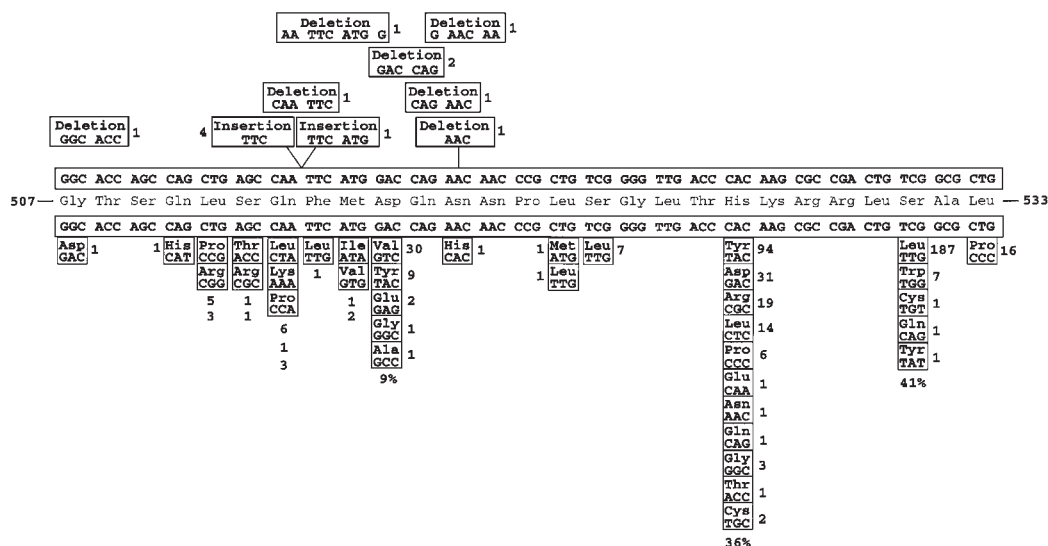 Deletion
AA TTC ATG G 1
Deletion
G AAC AA 1
Deletion
GAC CAG 2
Deletion
CAA TTC 1
Deletion
CAG AAC 1
Deletion
GGC ACC 1
4 Insertion
TTC
Insertion
TTC ATG 1
Deletion
AAC 1
GGC ACC AGC CAG CTG AGC CAA TTC ATG GAC CAG AAC AAC CCG CTG TCG GGG TTG ACC CAC AAG CGC CGA CTG TCG GCG CTG
507 — Gly Thr Ser Gln Leu Ser Gln Phe Met Asp Gln Asn Asn Pro Leu Ser Gly Leu Thr His Lys Arg Arg Leu Ser Ala Leu — 533
GGC ACC AGC CAG CTG AGC CAA TTC ATG GAC CAG AAC AAC CCG CTG TCG GGG TTG ACC CAC AAG CGC CGA CTG TCG GCG CTG
Asp
GAC 1
1 His
CAT
Pro
CCG
Arg
CGG
5
3
Thr
ACC
Arg
CGC
1
1
Leu
CTA
Lys
AAA
Pro
CCA
6
1
3
Leu
TTG
1
Ile
ATA
Val
GTG
1
2
Val
GTC 30
Tyr
TAC 9
Glu
GAG 2
Gly
GGC 1
Ala
GCC 1
9%
His
CAC 1
1 Met
ATG
1 Leu
TTG
Leu
TTG 7
Tyr
TAC 94
Asp
GAC 31
Arg
CGC 19
Leu
CTC 14
Pro
CCC 6
Glu
CAA 1
Asn
AAC 1
Gln
CAG 1
Gly
GGC 3
Thr
ACC 1
Cys
TGC 2
36%
Leu
TTG 187
Trp
TGG 7
Cys
TGT 1
Gln
CAG 1
Tyr
TAT 1
41%
Pro
CCC 16